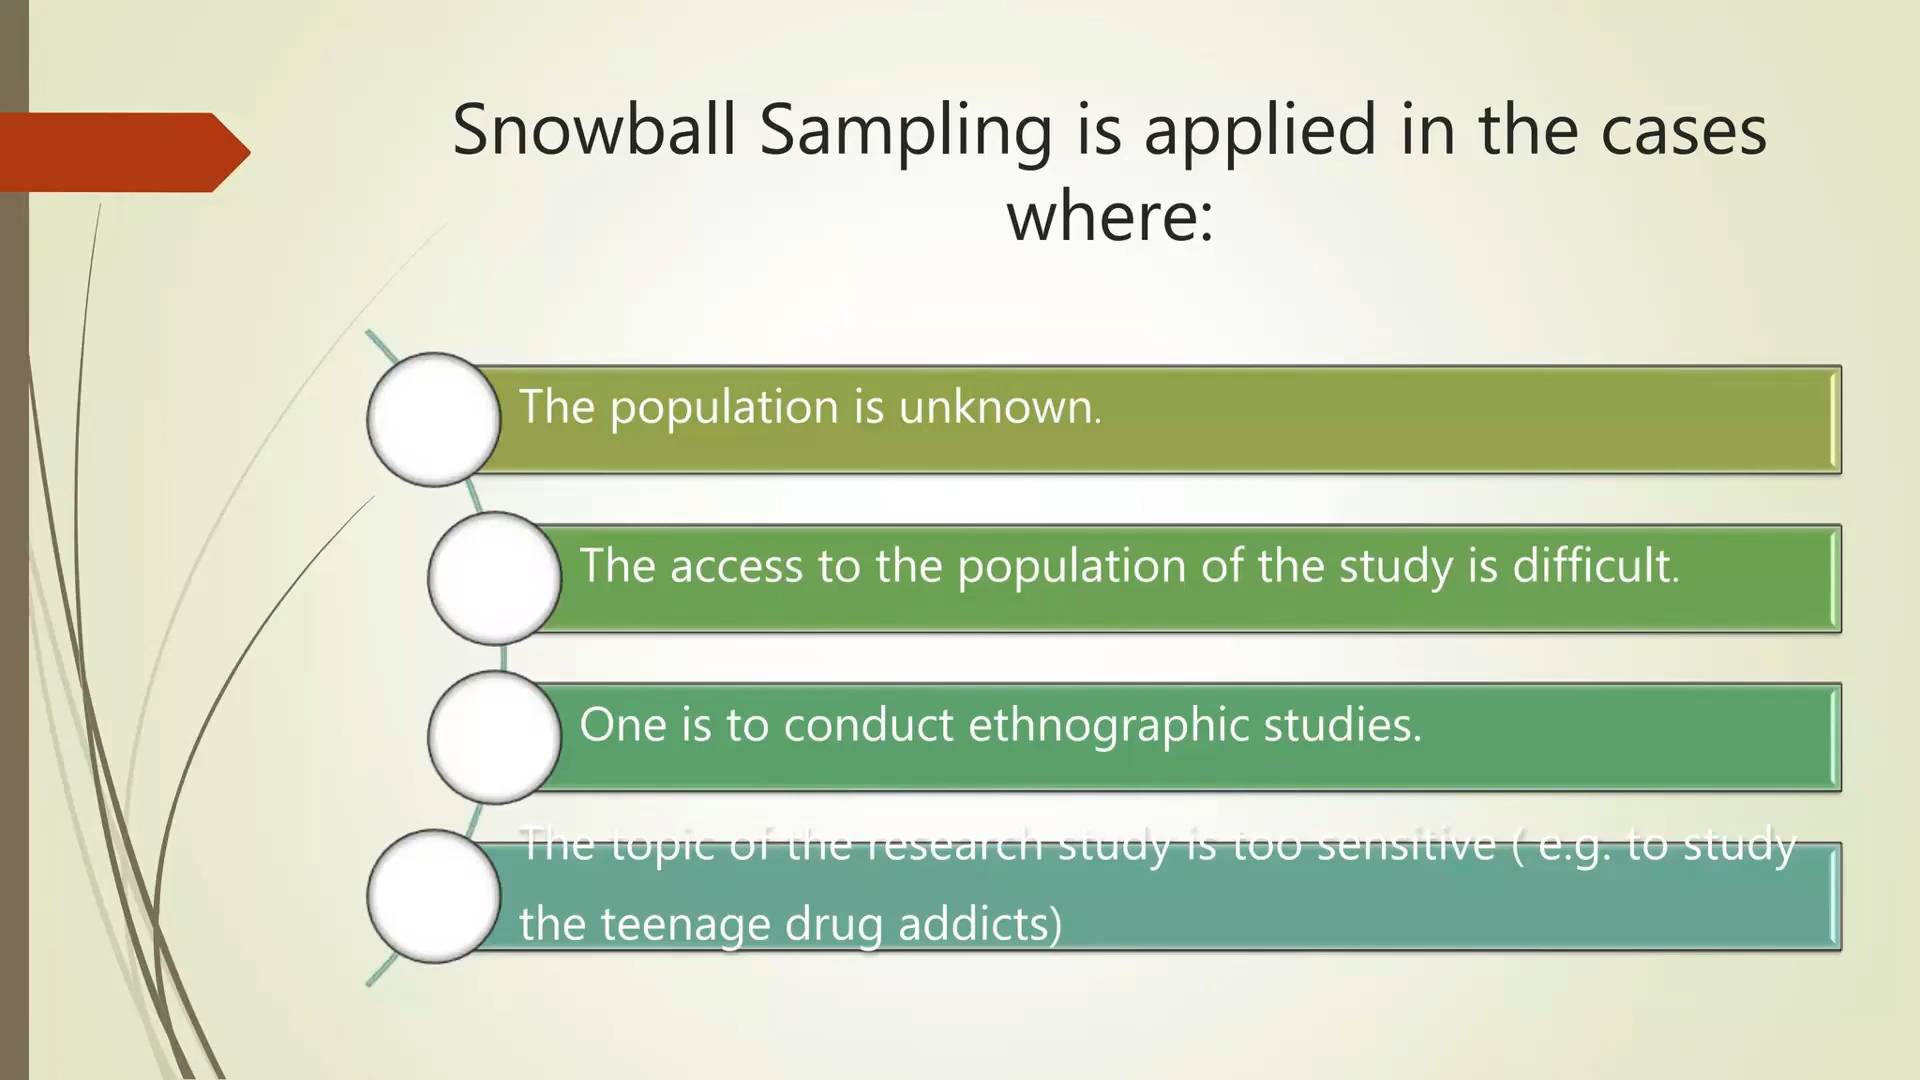 Snowball Sampling is applied in the cases
where:
The population is unknown.
The access to the population of the study is difficult.
One is to conduct ethnographic studies.
The topic of the research study is too sensitive ( e.g. to study
the teenage drug addicts)